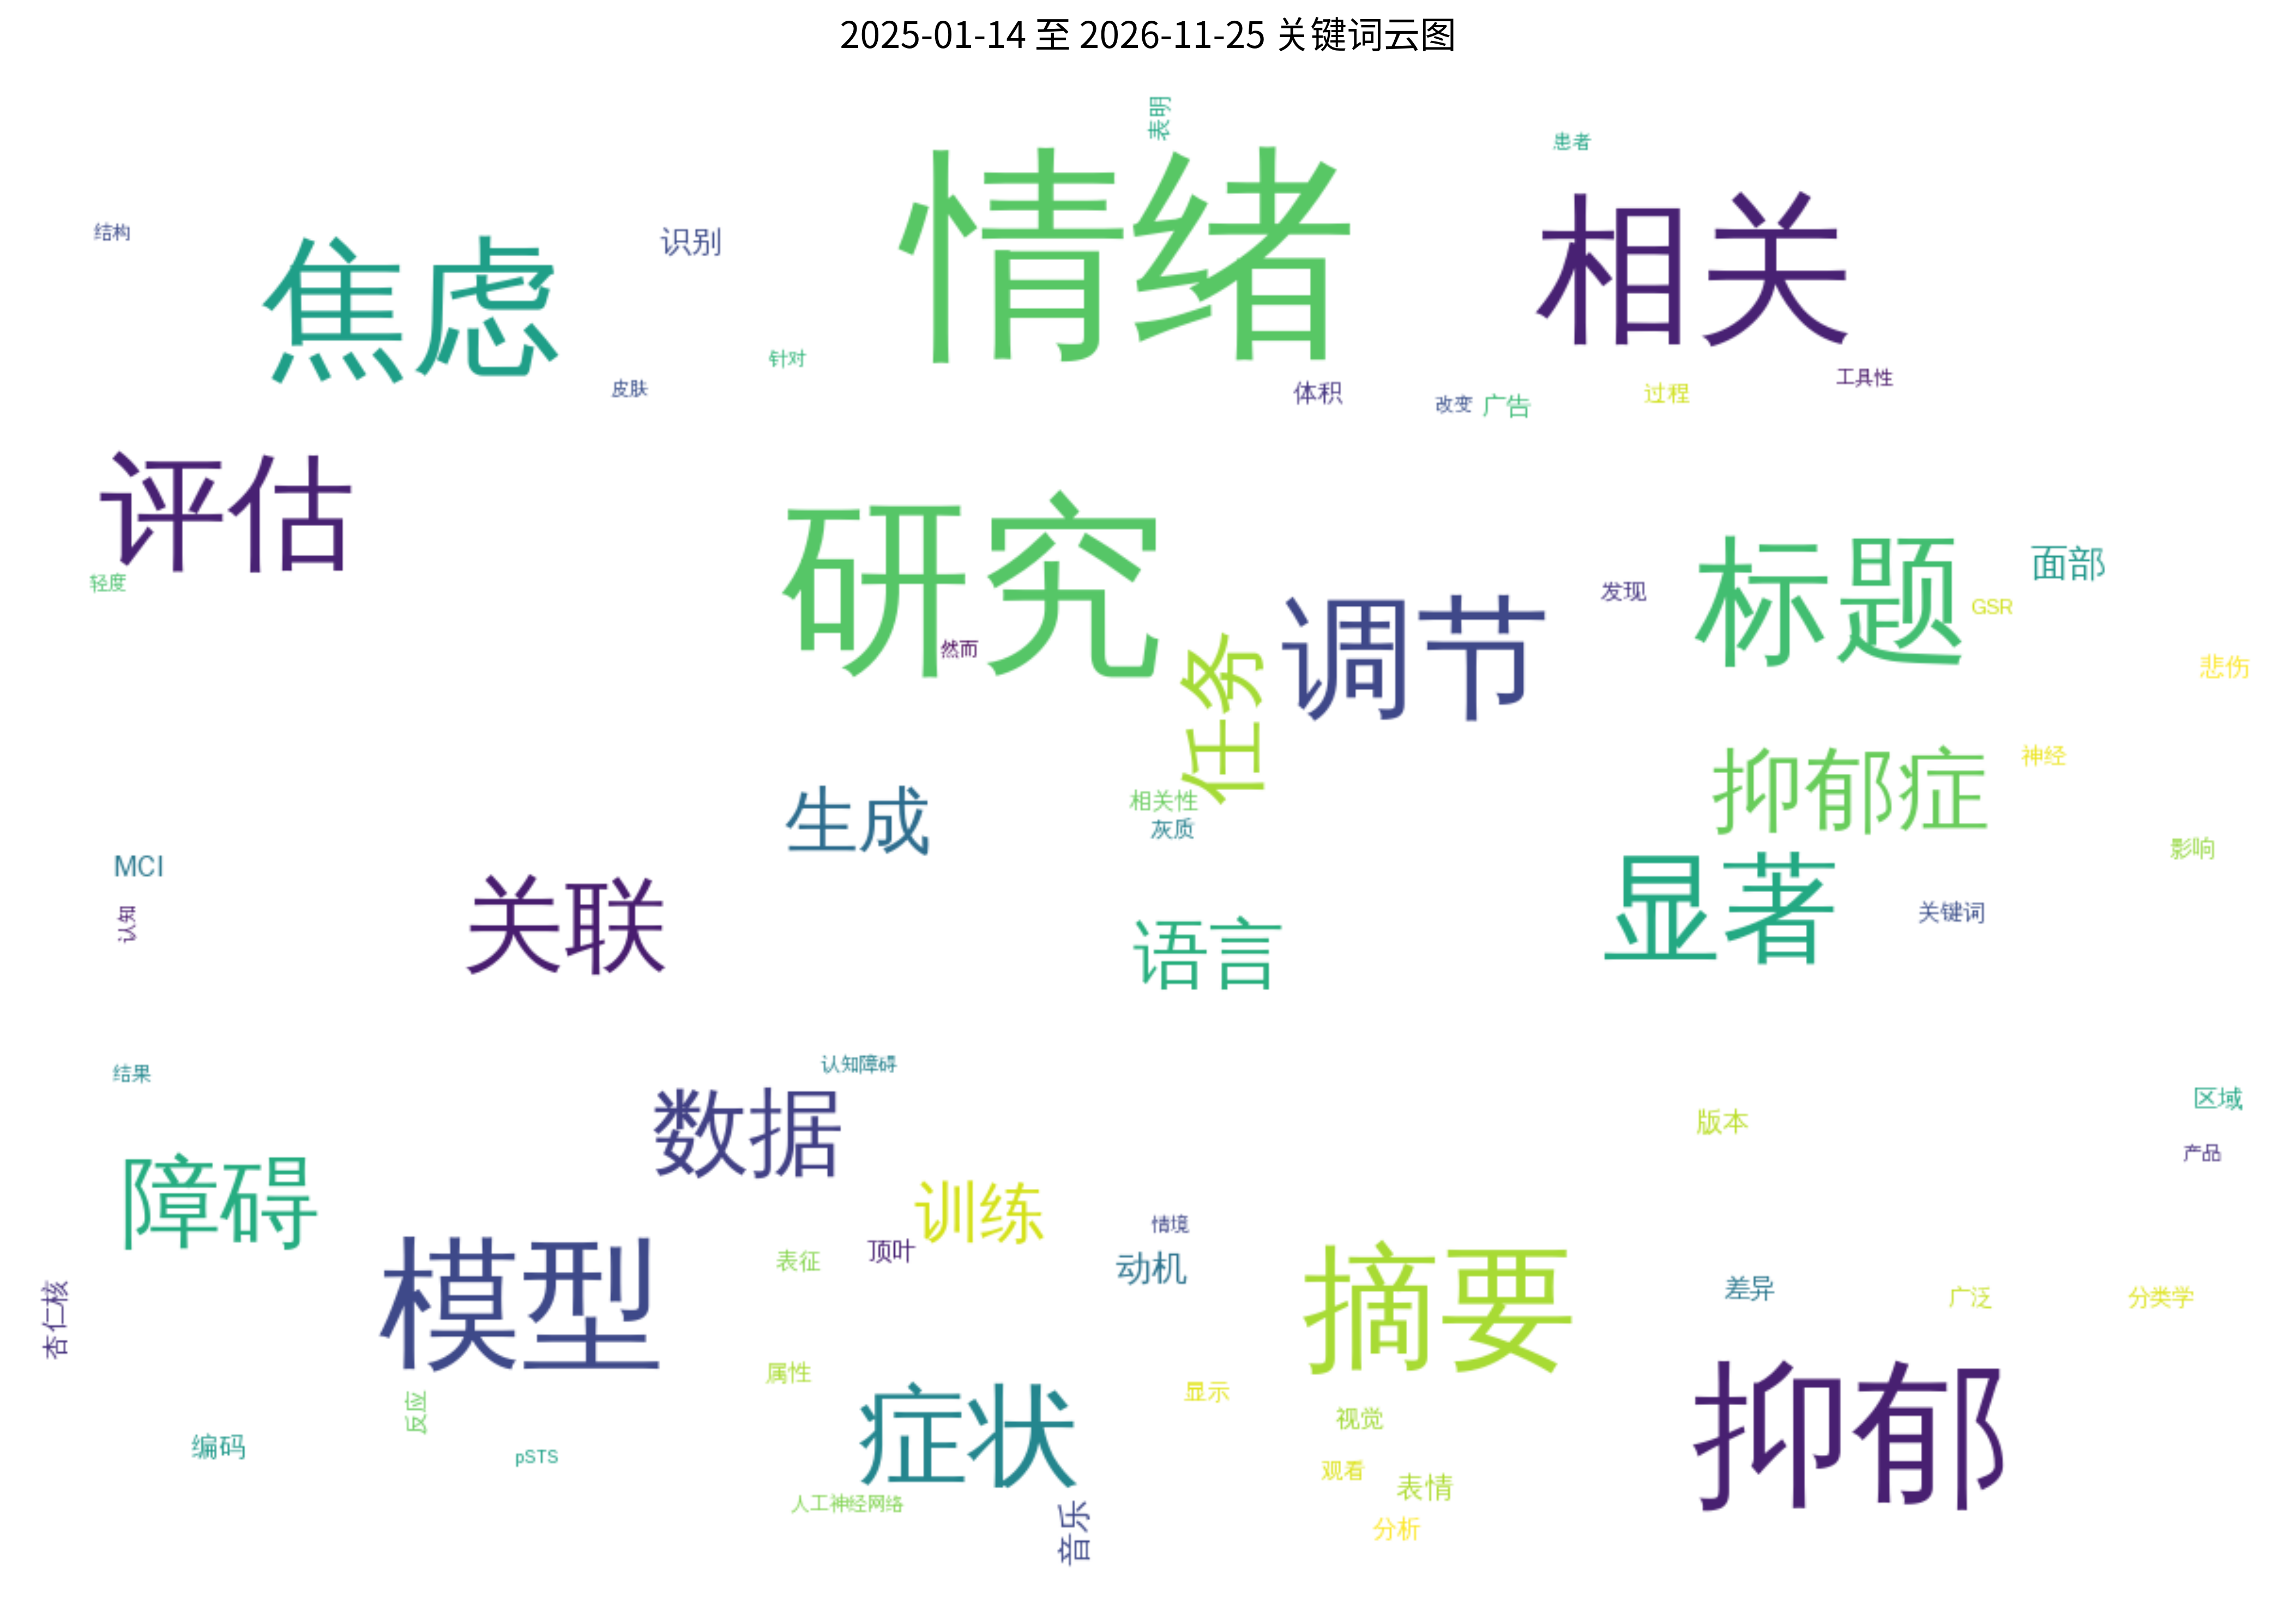 2025-01-14 至 2026-11-25 关键词云图
表明
患者
情绪
相关
结构
识别
焦虑
针对
皮肤
体积
改变
广告
过程
工具性
评估
轻度
研究
然而
标题
面部
调节
发现
GSR
任务
悲伤
抑郁症
神经
生成
相关性
灰质
影响
MCI
认知
关联
显著
关键词
语言
结果
认知障碍
数据
版本
区域
产品
障碍
训练
情境
顶叶
表征
动机
模型
摘要
差异
广泛
分类学
杏仁核
属性
反应
显示
症状
抑郁
视觉
编码
pSTS
观看
表情
人工神经网络
音乐
分析